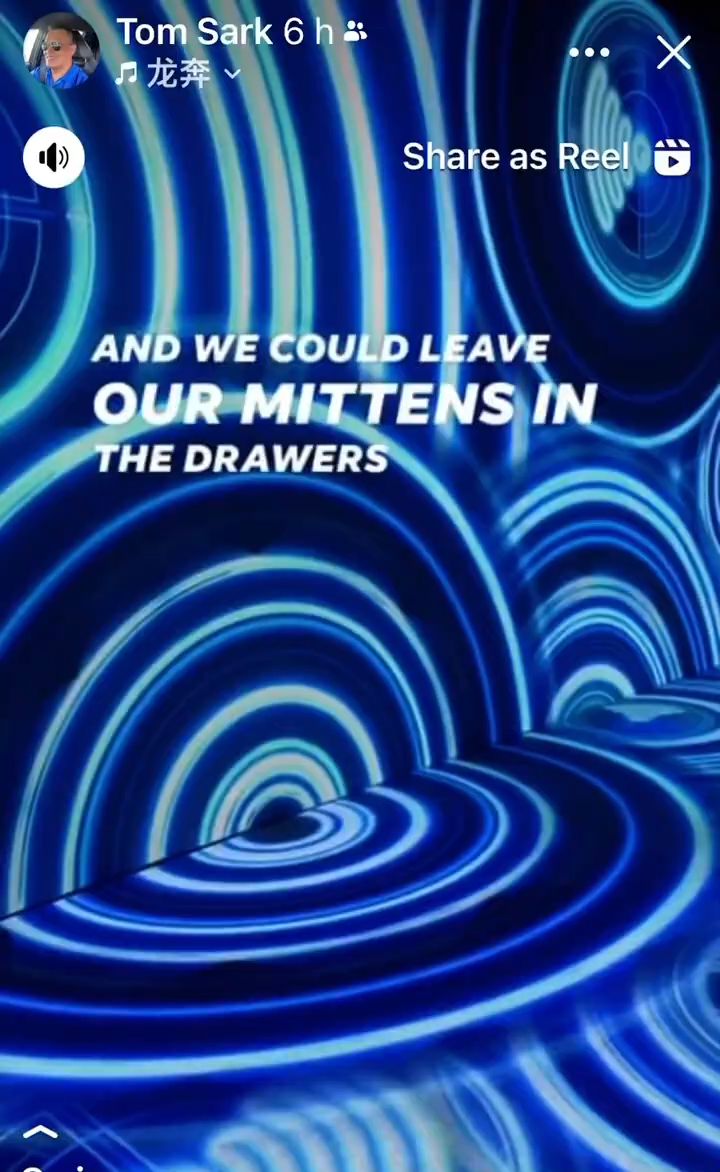 Tom Sark 6 h
龙奔
Share as Reel
AND WE COULD LEAVE
OUR MITTENS IN
THE DRAWERS